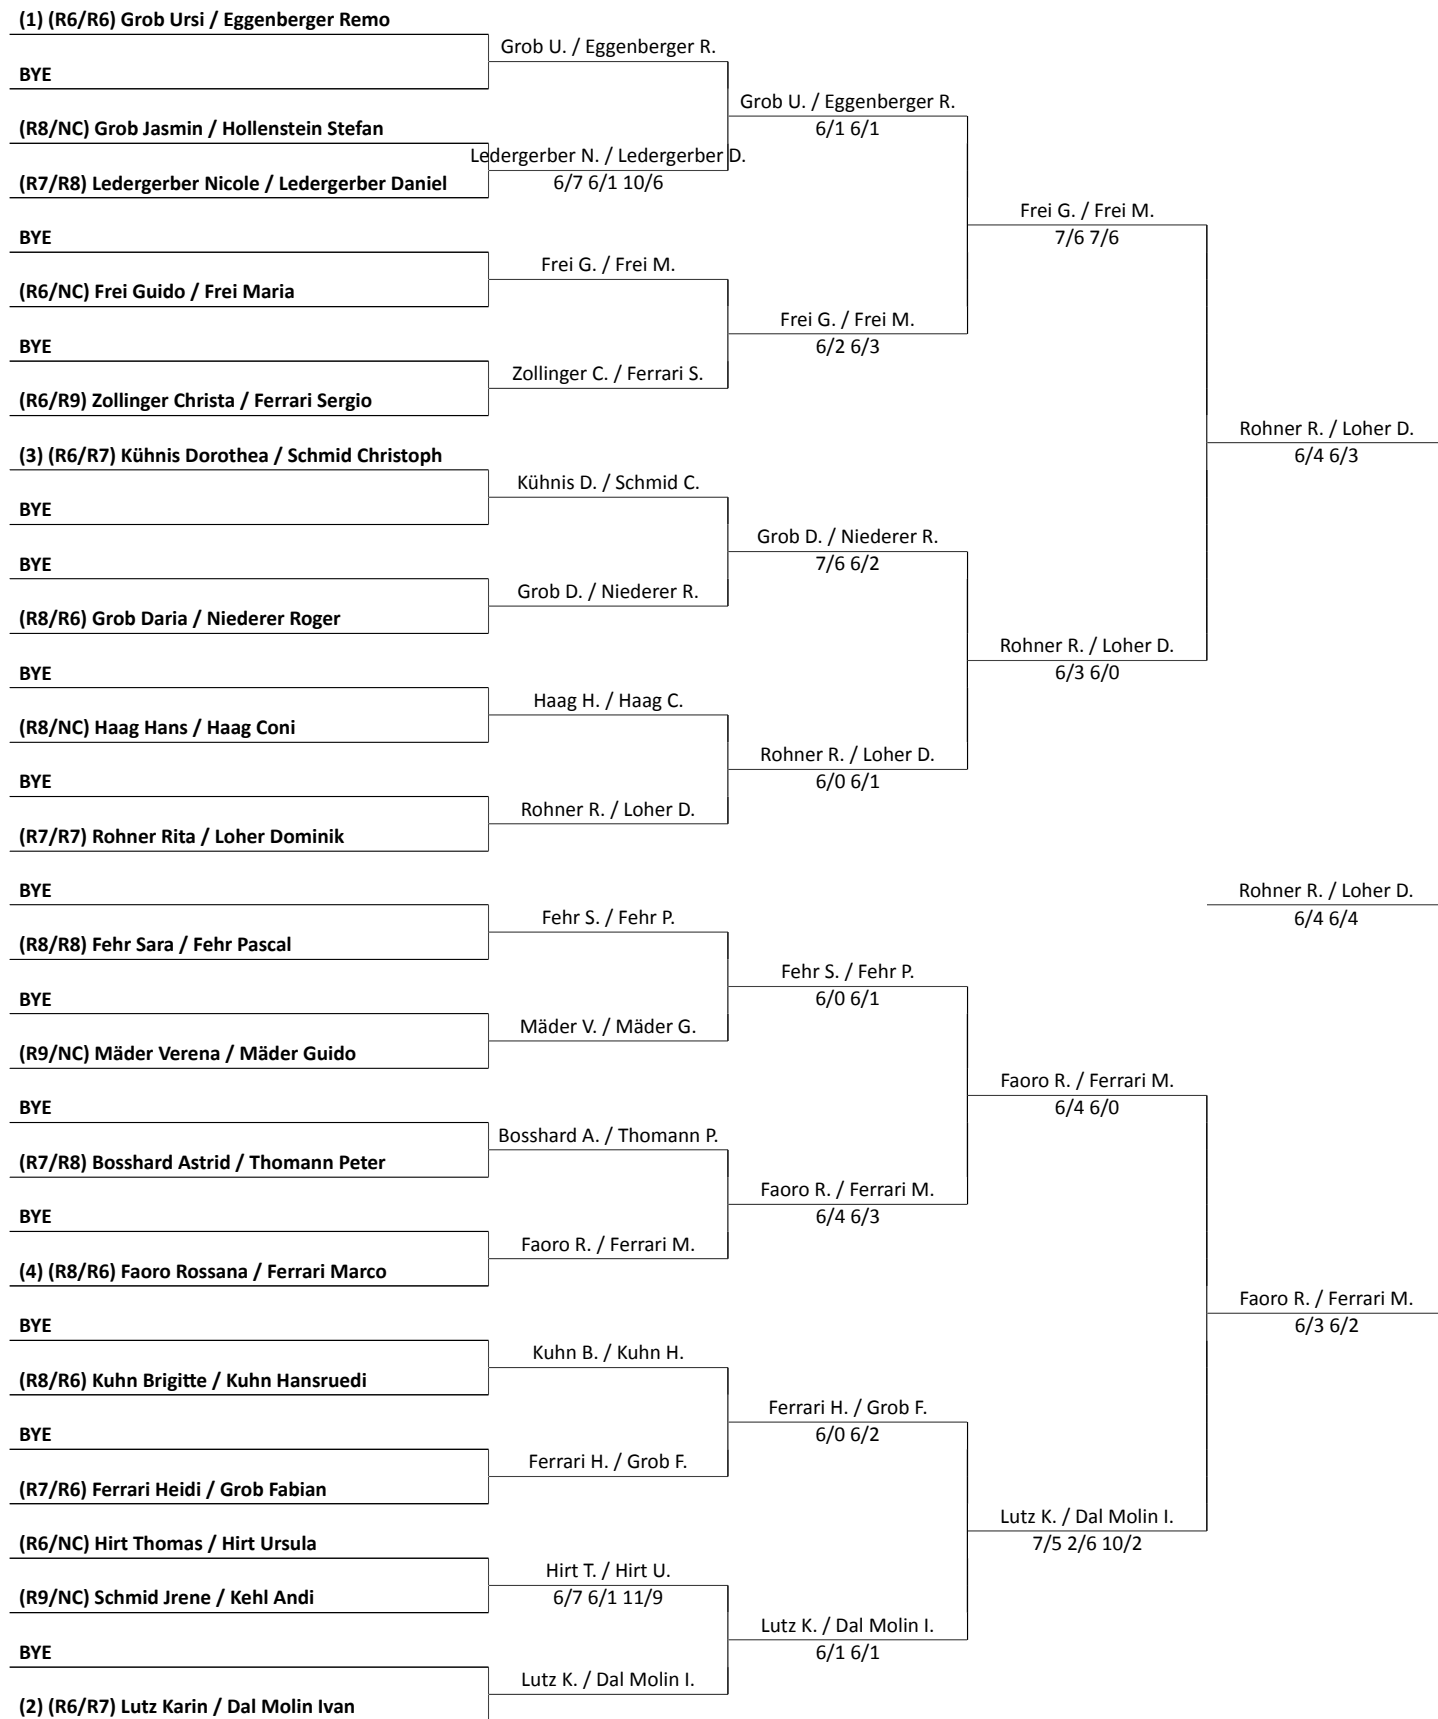 (1) (R6/R6) Grob Ursi / Eggenberger Remo
BYE
(R8/NC) Grob Jasmin / Hollenstein Stefan
(R7/R8) Ledergerber Nicole / Ledergerber Daniel
BYE
(R6/NC) Frei Guido / Frei Maria
BYE
(R6/R9) Zollinger Christa / Ferrari Sergio
(3) (R6/R7) Kühnis Dorothea / Schmid Christoph
BYE
BYE
(R8/R6) Grob Daria / Niederer Roger
BYE
(R8/NC) Haag Hans / Haag Coni
BYE
(R7/R7) Rohner Rita / Loher Dominik
BYE
(R8/R8) Fehr Sara / Fehr Pascal
BYE
(R9/NC) Mäder Verena / Mäder Guido
BYE
(R7/R8) Bosshard Astrid / Thomann Peter
BYE
(4) (R8/R6) Faoro Rossana / Ferrari Marco
BYE
(R8/R6) Kuhn Brigitte / Kuhn Hansruedi
BYE
(R7/R6) Ferrari Heidi / Grob Fabian
(R6/NC) Hirt Thomas / Hirt Ursula
(R9/NC) Schmid Jrene / Kehl Andi
BYE
(2) (R6/R7) Lutz Karin / Dal Molin Ivan
Grob U. / Eggenberger R.
Ledergerber N. / Ledergerber D.
6/7 6/1 10/6
Frei G. / Frei M.
Zollinger C. / Ferrari S.
Kühnis D. / Schmid C.
Grob D. / Niederer R.
Haag H. / Haag C.
Rohner R. / Loher D.
Fehr S. / Fehr P.
Mäder V. / Mäder G.
Bosshard A. / Thomann P.
Faoro R. / Ferrari M.
Kuhn B. / Kuhn H.
Ferrari H. / Grob F.
Hirt T. / Hirt U.
6/7 6/1 11/9
Lutz K. / Dal Molin I.
Grob U. / Eggenberger R.
6/1 6/1
Frei G. / Frei M.
6/2 6/3
Grob D. / Niederer R.
7/6 6/2
Rohner R. / Loher D.
6/0 6/1
Fehr S. / Fehr P.
6/0 6/1
Faoro R. / Ferrari M.
6/4 6/3
Ferrari H. / Grob F.
6/0 6/2
Lutz K. / Dal Molin I.
6/1 6/1
Frei G. / Frei M.
7/6 7/6
Rohner R. / Loher D.
6/3 6/0
Faoro R. / Ferrari M.
6/4 6/0
Lutz K. / Dal Molin I.
7/5 2/6 10/2
Rohner R. / Loher D.
6/4 6/3
Rohner R. / Loher D.
6/4 6/4
Faoro R. / Ferrari M.
6/3 6/2